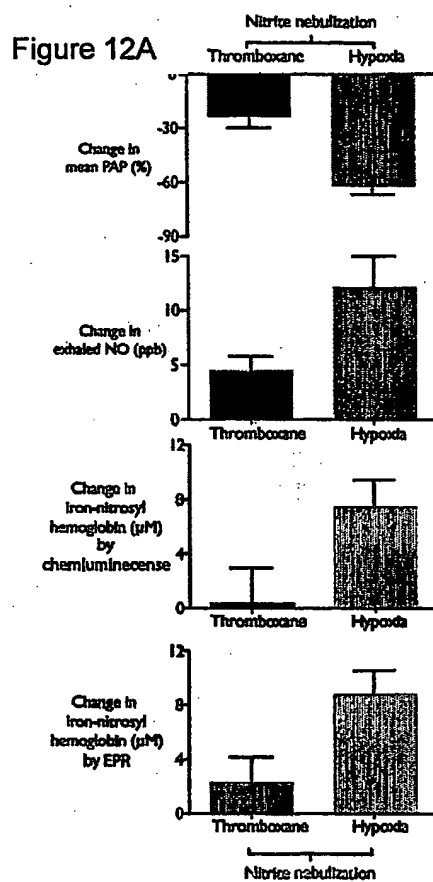 Nitrite nebulization
Figure 12A
Thromboxane Hypoxia
0
-30
-60
-90
Change in
mean PAP (%)
15
10
5
0
Change in
exhaled NO (ppb)
Thromboxane Hypoxia
12
8
4
0
Change in
iron-nitrosyl
hemoglobin (µM)
by
chemluminecense
Thromboxane Hypoxia
12
8
4
0
Change in
iron-nitrosyl
hemoglobin (µM)
by EPR
Thromboxane Hypoxia
Nitrite nebulization